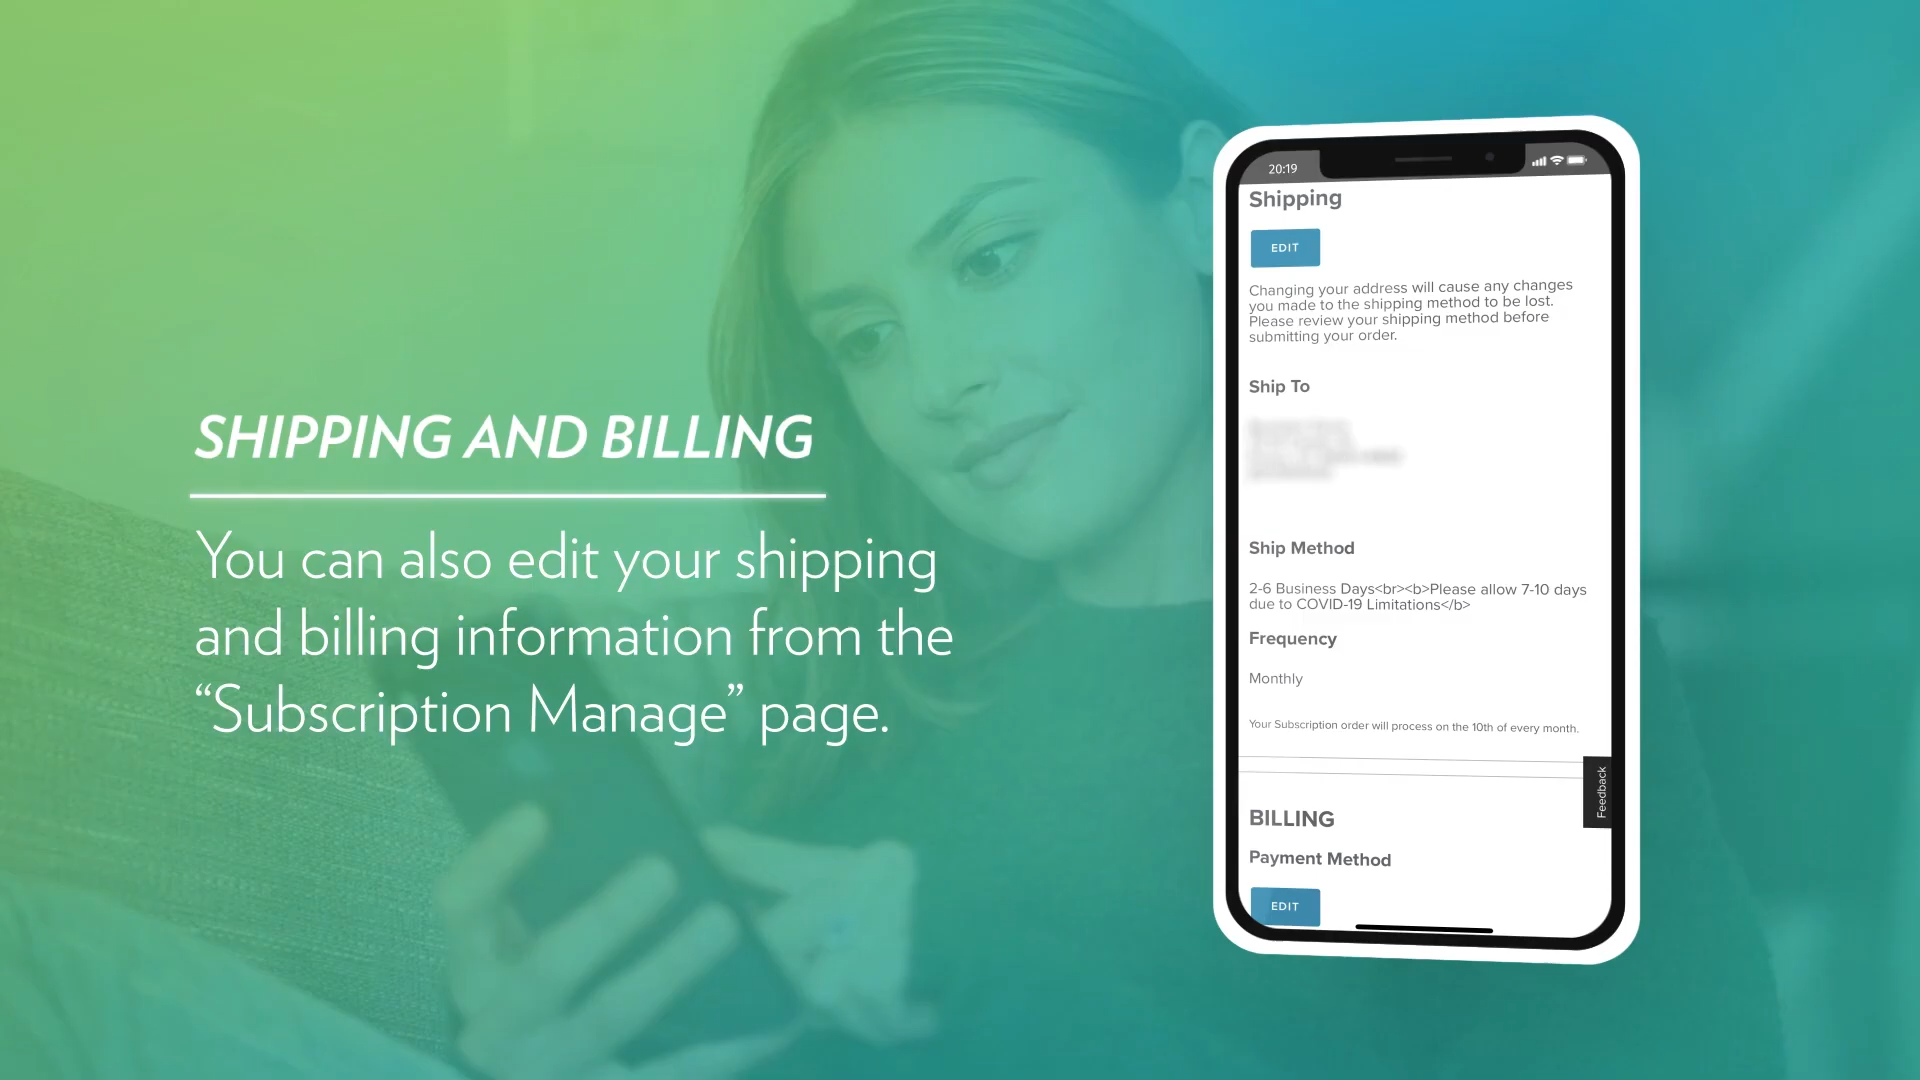 SHIPPING AND BILLING
You can also edit your shipping
and billing information from the
“Subscription Manage” page.
20:19
Shipping
EDIT
Changing your address will cause any changes
you made to the shipping method to be lost.
Please review your shipping method before
submitting your order.
Ship To
Ship Method
2-6 Business Days<br><b>Please allow 7-10 days
due to COVID-19 Limitations</b>
Frequency
Monthly
Your Subscription order will process on the 10th of every month.
Feedback
BILLING
Payment Method
EDIT